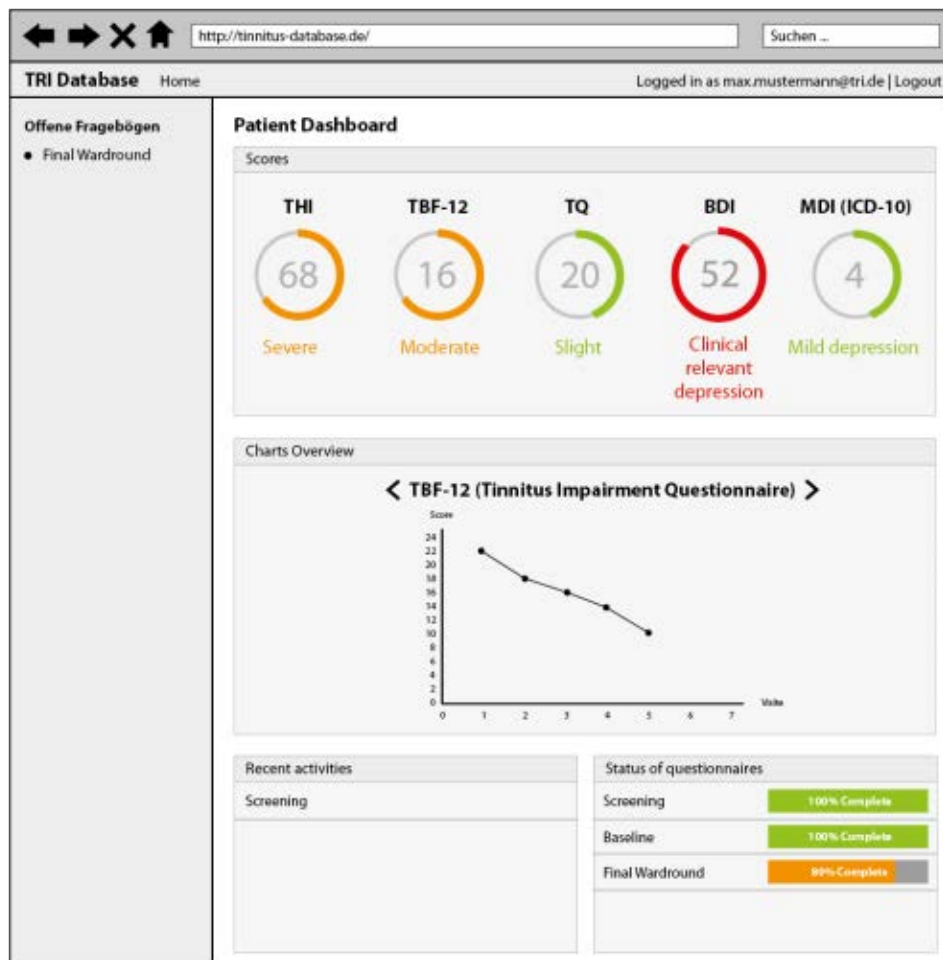 http://tinnitus-database.de/
Suchen ...
TRI Database Home
Logged in as max.mustermann@tri.de | Logout
Offene Fragebögen
Final Wardround
Patient Dashboard
Scores
THI TBF-12 TQ BDI MDI (ICD-10)
68 16 20 52 4
Severe Moderate Slight Clinical relevant depression Mild depression
Charts Overview
TBF-12 (Tinnitus Impairment Questionnaire)
Score
24
22
20
18
16
14
12
10
8
6
4
2
0
0 1 2 3 4 5 6 7
Visite
Recent activities
Screening
Status of questionnaires
Screening 100% Complete
Baseline 100% Complete
Final Wardround 80% Complete